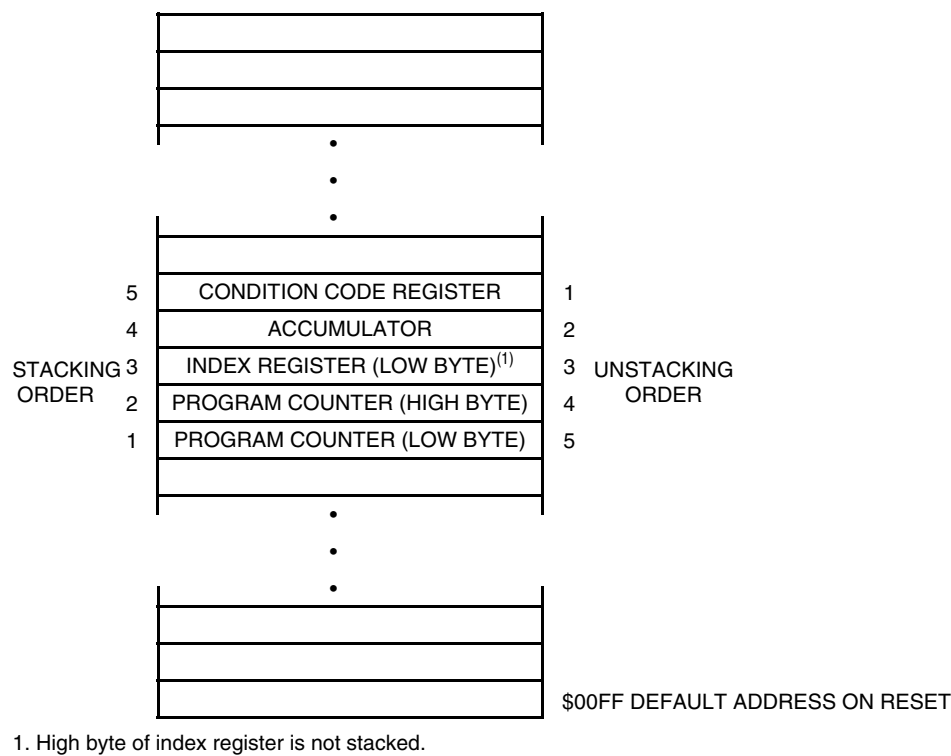 •
•
•
5 CONDITION CODE REGISTER 1
4 ACCUMULATOR 2
STACKING 3 INDEX REGISTER (LOW BYTE)(1) 3 UNSTACKING
ORDER 2 PROGRAM COUNTER (HIGH BYTE) 4 ORDER
1 PROGRAM COUNTER (LOW BYTE) 5
•
•
•
$00FF DEFAULT ADDRESS ON RESET
1. High byte of index register is not stacked.